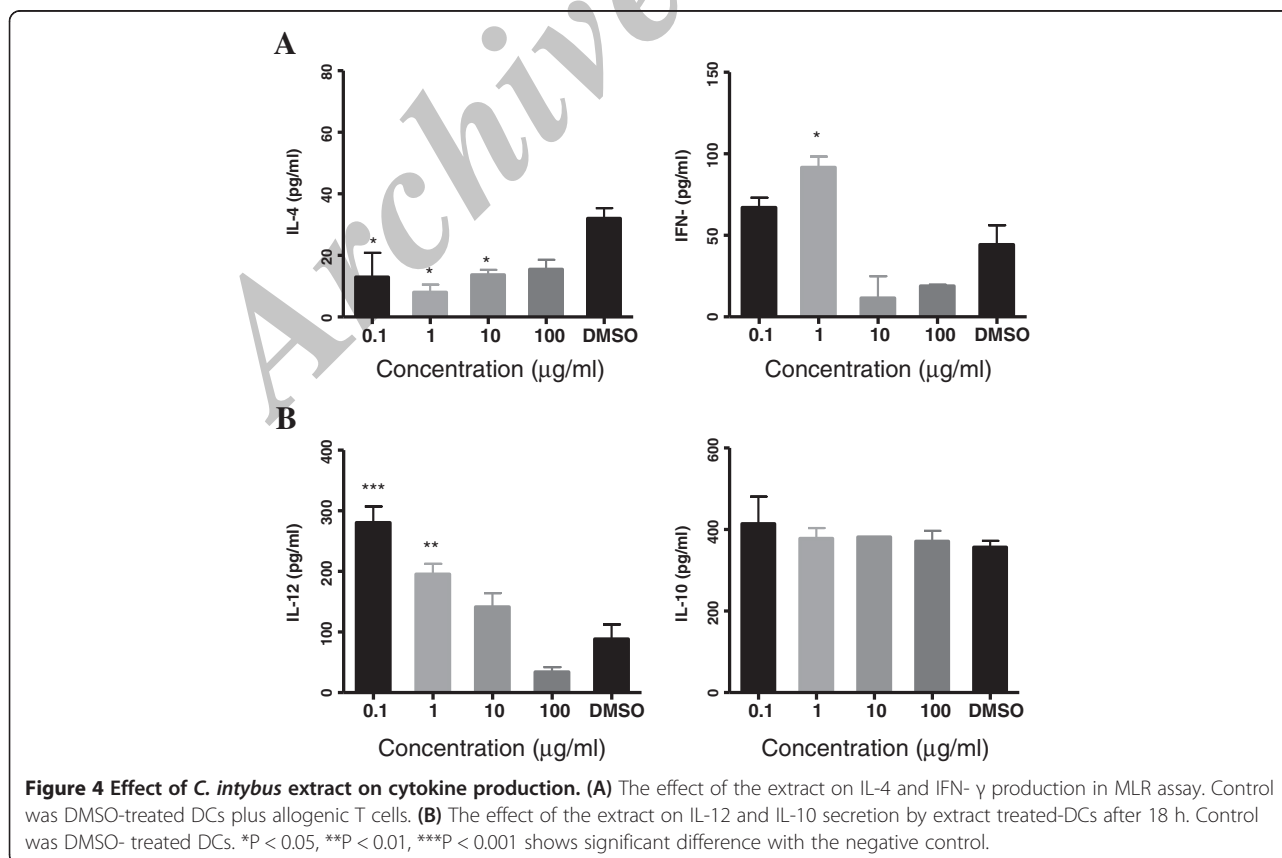 Archive
A
80
60
40
20
0
IL-4 (pg/ml)
*
*
*
0.1 1 10 100 DMSO
Concentration (μg/ml)
150
100
50
0
IFN- (pg/ml)
*
0.1 1 10 100 DMSO
Concentration (μg/ml)
B
400
300
200
100
0
IL-12 (pg/ml)
***
**
0.1 1 10 100 DMSO
Concentration (μg/ml)
600
400
200
0
IL-10 (pg/ml)
0.1 1 10 100 DMSO
Concentration (μg/ml)
Figure 4 Effect of C. intybus extract on cytokine production. (A) The effect of the extract on IL-4 and IFN- γ production in MLR assay. Control
was DMSO-treated DCs plus allogenic T cells. (B) The effect of the extract on IL-12 and IL-10 secretion by extract treated-DCs after 18 h. Control
was DMSO- treated DCs. *P < 0.05, **P < 0.01, ***P < 0.001 shows significant difference with the negative control.